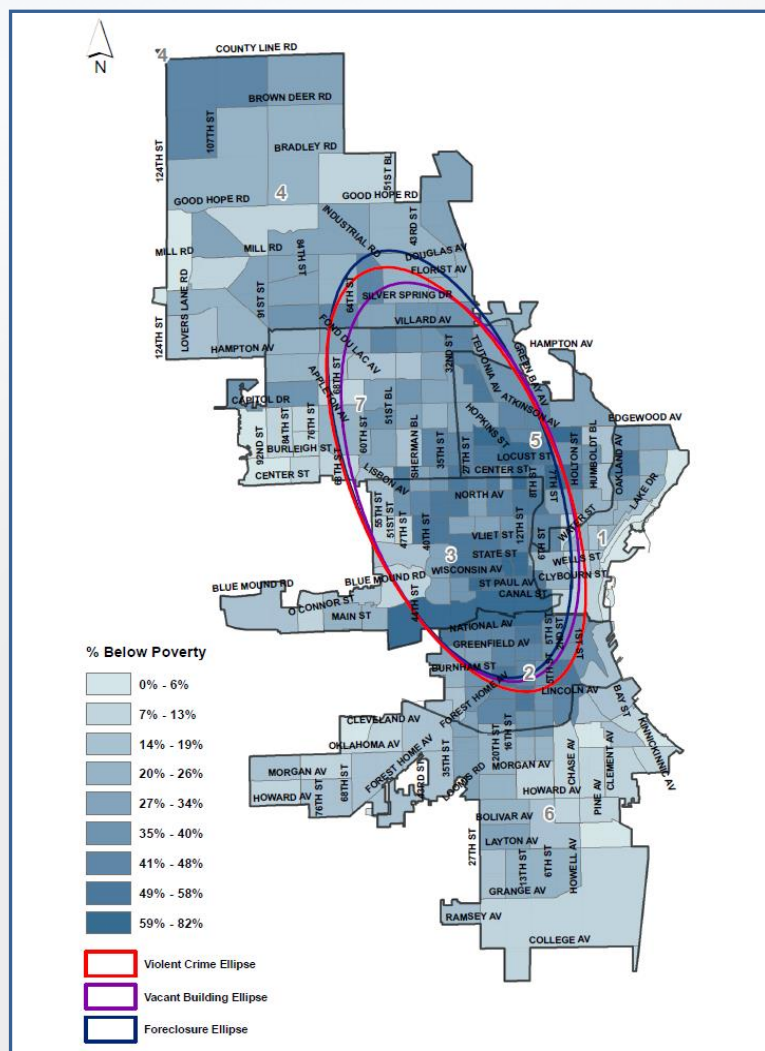 4
N
COUNTY LINE RD
BROWN DEER RD
107TH ST
124TH ST
BRADLEY RD
51ST BL
GOOD HOPE RD
4
GOOD HOPE RD
INDUSTRIAL RD
43RD ST
MILL RD
MILL RD
84TH ST
DOUGLAS AV
FLORIST AV
LOVERS LANE RD
91ST ST
64TH ST
SILVER SPRING DR
124TH ST
HAMPTON AV
FOND DU LAC AV
VILLARD AV
TEUTONIA AV
GREEN BAY AV
HAMPTON AV
32ND ST
68TH ST
APPLETON AV
CAPITOL DR
7
51ST BL
ATKINSON AV
EDGEWOOD AV
92ND ST
84TH ST
76TH ST
BURLEIGH ST
60TH ST
SHERMAN BL
35TH ST
27TH ST
HOPKINS ST
5
LOCUST ST
HOLTON ST
HUMBOLDT BL
OAKLAND AV
CENTER ST
68TH ST
LISBON AV
CENTER ST
8TH ST
7TH ST
LAKE DR
NORTH AV
55TH ST
51ST ST
47TH ST
40TH ST
VLIET ST
12TH ST
6TH ST
WATER ST
1
3
STATE ST
WELLS ST
WISCONSIN AV
BLUE MOUND RD
BLUE MOUND RD
ST PAUL AV
CLYBOURN ST
CANAL ST
O CONNOR ST
MAIN ST
44TH ST
NATIONAL AV
GREENFIELD AV
5TH ST
2ND ST
1ST ST
BURNHAM ST
2
5TH ST
LINCOLN AV
BAY ST
FOREST HOME AV
KINNICKINNIC AV
CLEVELAND AV
OKLAHOMA AV
FOREST HOME AV
35TH ST
20TH ST
16TH ST
CHASE AV
CLEMENT AV
MORGAN AV
MORGAN AV
HOWARD AV
76TH ST
68TH ST
43RD ST
LOOMIS RD
HOWARD AV
PINE AV
BOLIVAR AV
6
LAYTON AV
27TH ST
13TH ST
6TH ST
HOWELL AV
GRANGE AV
RAMSEY AV
COLLEGE AV
% Below Poverty
0% - 6%
7% - 13%
14% - 19%
20% - 26%
27% - 34%
35% - 40%
41% - 48%
49% - 58%
59% - 82%
Violent Crime Ellipse
Vacant Building Ellipse
Foreclosure Ellipse